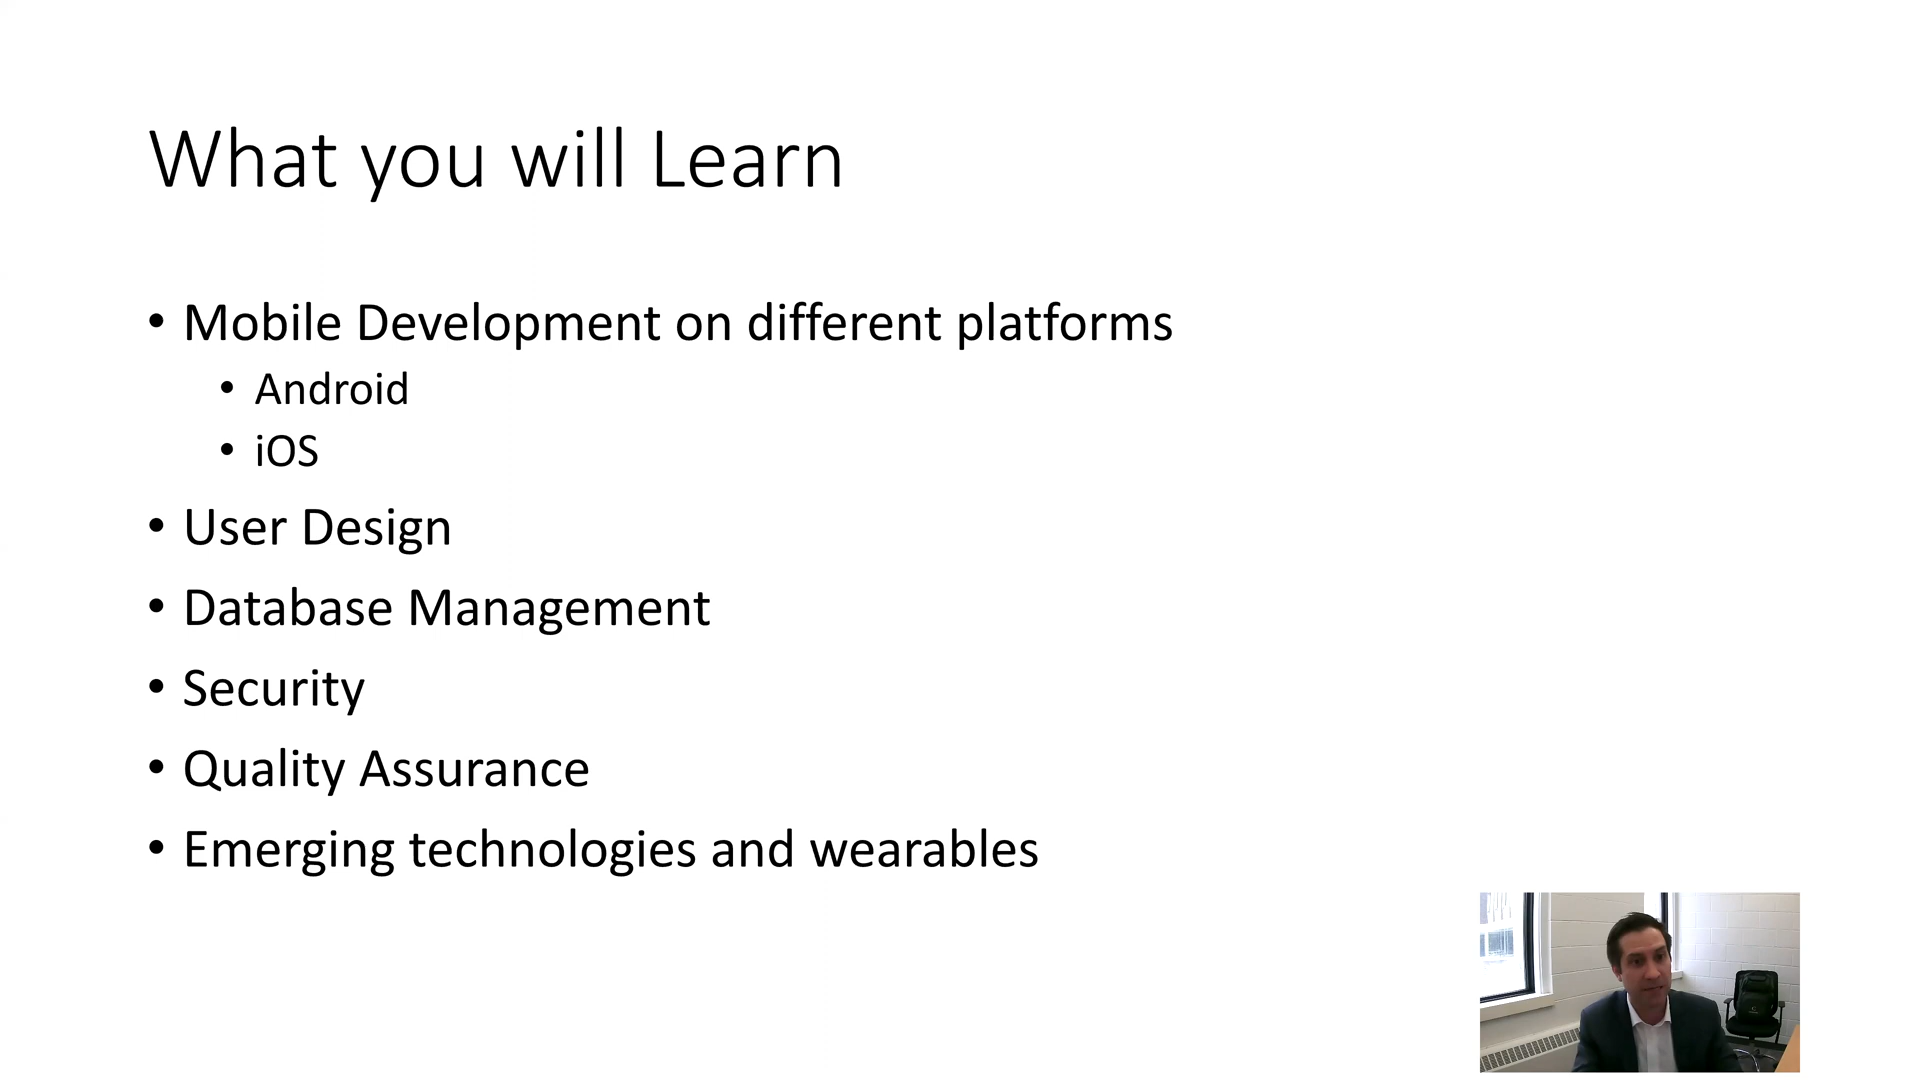 What you will Learn
• Mobile Development on different platforms
• Android
• iOS
• User Design
• Database Management
• Security
• Quality Assurance
• Emerging technologies and wearables